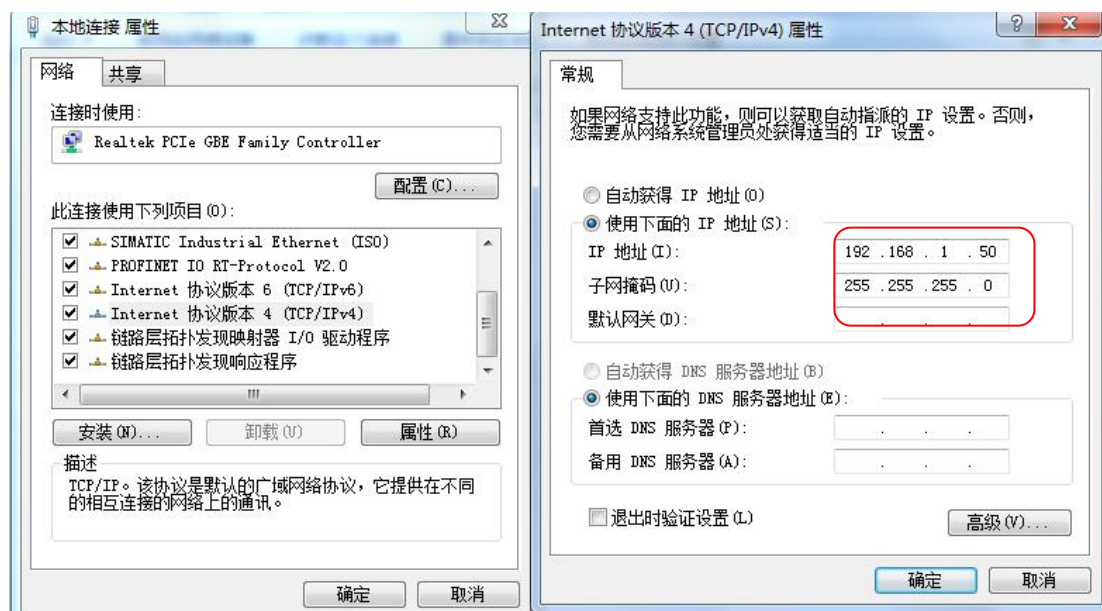 本地连接 属性
网络
共享
连接时使用:
Realtek PCIe GBE Family Controller
配置(C)...
此连接使用下列项目(O):
SIMATIC Industrial Ethernet (ISO)
PROFINET IO RT-Protocol V2.0
Internet 协议版本 6 (TCP/IPv6)
Internet 协议版本 4 (TCP/IPv4)
链路层拓扑发现映射器 I/O 驱动程序
链路层拓扑发现响应程序
安装(N)...
卸载(U)
属性(R)
描述
TCP/IP。该协议是默认的广域网络协议，它提供在不同
的相互连接的网络上的通讯。
确定
取消
Internet 协议版本 4 (TCP/IPv4) 属性
常规
如果网络支持此功能，则可以获取自动指派的 IP 设置。否则，
您需要从网络系统管理员处获得适当的 IP 设置。
自动获得 IP 地址(O)
使用下面的 IP 地址(S):
IP 地址(I):
192 .168 . 1 . 50
子网掩码(U):
255 .255 .255 . 0
默认网关(D):
. . .
自动获得 DNS 服务器地址(B)
使用下面的 DNS 服务器地址(E):
首选 DNS 服务器(P):
. . .
备用 DNS 服务器(A):
. . .
退出时验证设置(L)
高级(V)...
确定
取消